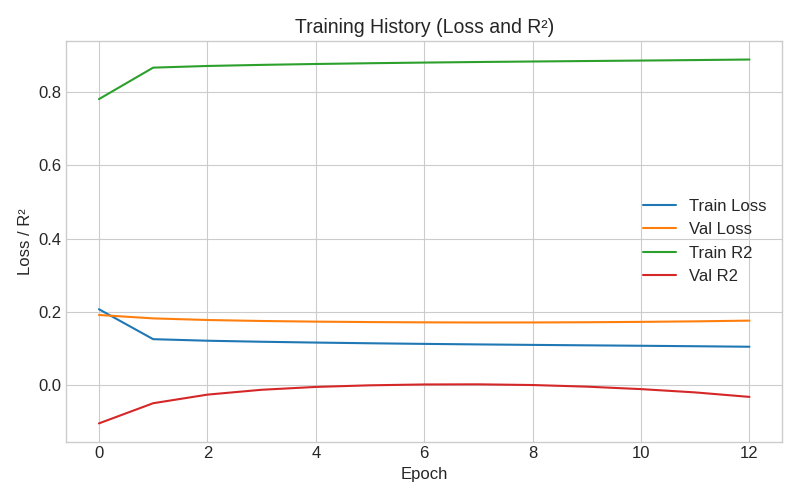 Training History (Loss and R²)
Loss / R²
0.8
0.6
0.4
0.2
0.0
Train Loss
Val Loss
Train R2
Val R2
0 2 4 6 8 10 12
Epoch